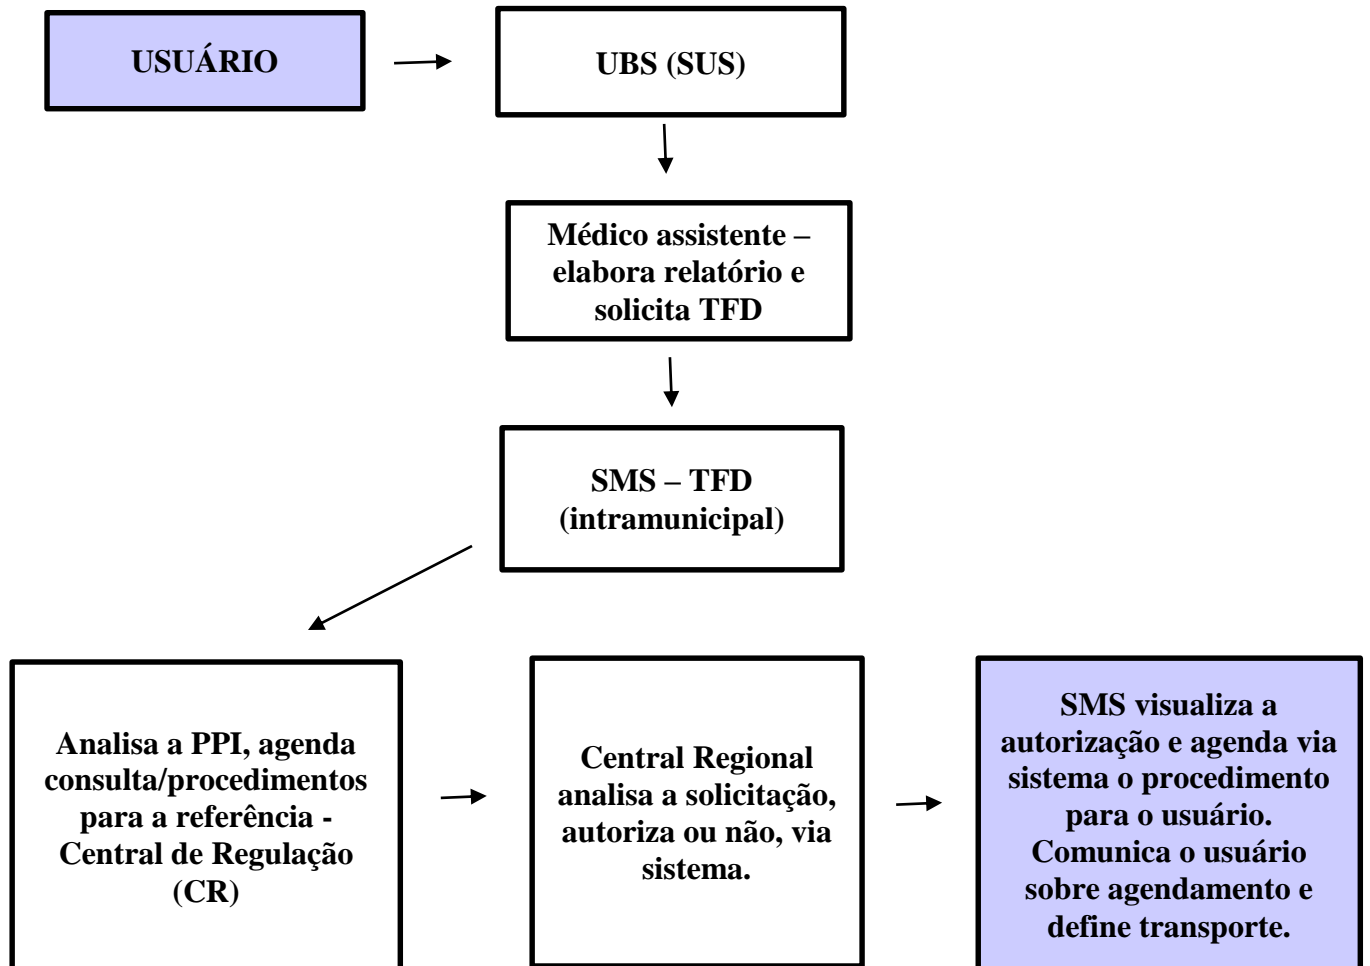 USUÁRIO
UBS (SUS)
Médico assistente –
elabora relatório e
solicita TFD
SMS – TFD
(intramunicipal)
Analisa a PPI, agenda
consulta/procedimentos
para a referência -
Central de Regulação
(CR)
Central Regional
analisa a solicitação,
autoriza ou não, via
sistema.
SMS visualiza a
autorização e agenda via
sistema o procedimento
para o usuário.
Comunica o usuário
sobre agendamento e
define transporte.